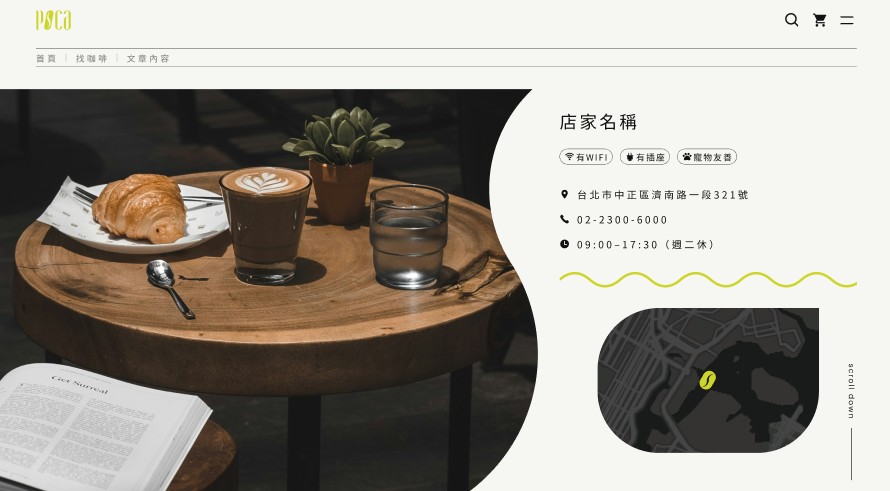 POCa
首頁 | 找咖啡 | 文章內容
店家名稱
有WIFI 有插座 寵物友善
台北市中正區濟南路一段321號
02-2300-6000
09:00–17:30（週二休）
scroll down
Get Surreal